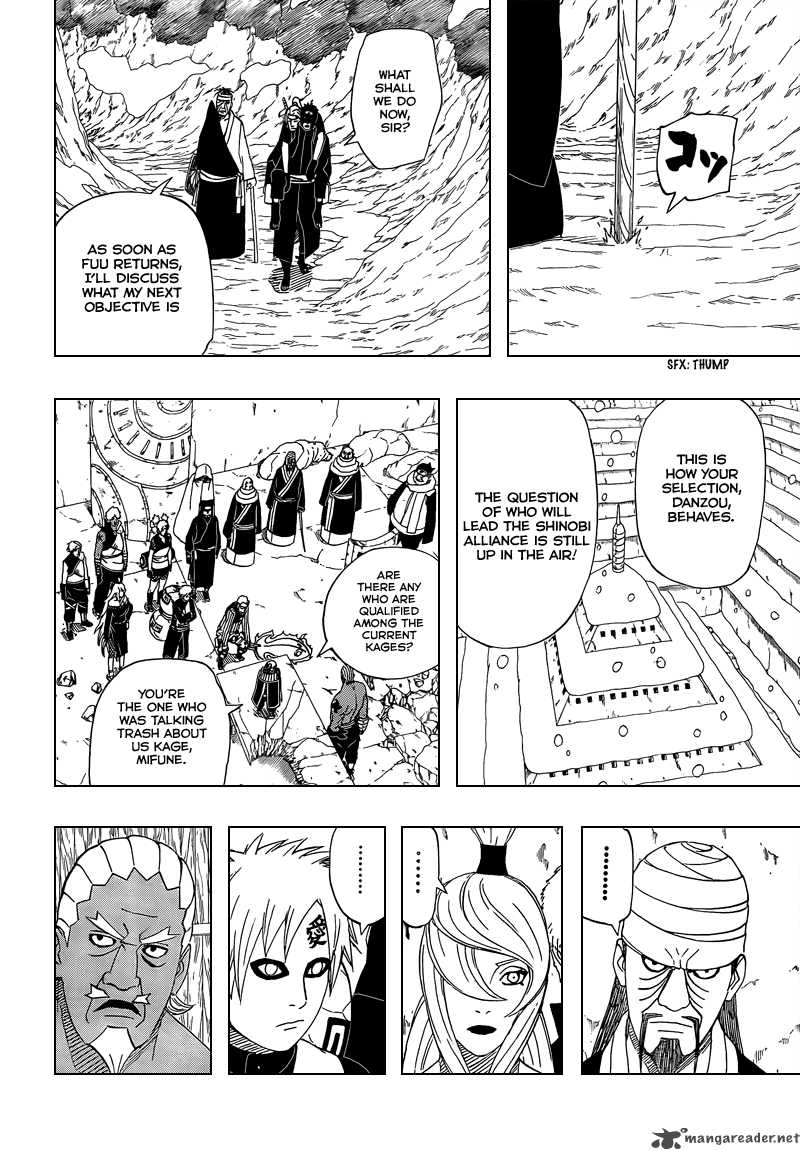 コッ
SFX: THUMP
WHAT
SHALL
WE DO
NOW,
SIR?
AS SOON AS
FUU RETURNS,
I'LL DISCUSS
WHAT MY NEXT
OBJECTIVE IS
THIS IS
HOW YOUR
SELECTION,
DANZOU,
BEHAVES.
THE QUESTION
OF WHO WILL
LEAD THE SHINOBI
ALLIANCE IS STILL
UP IN THE AIR!
ARE
THERE ANY
WHO ARE
QUALIFIED
AMONG THE
CURRENT
KAGES?
YOU'RE
THE ONE WHO
WAS TALKING
TRASH ABOUT
US KAGE,
MIFUNE.
………
………
愛
………
mangareader.net